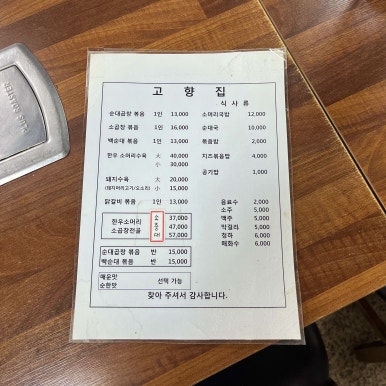 고 향 집
식 사 류
순대곱창 볶음 1인 13,000
소곱창 볶음 1인 16,000
백순대 볶음 1인 13,000
한우 소머리수육 大 40,000
小 30,000
돼지수육 大 20,000
(돼지머리고기/오소리) 小 15,000
닭갈비 볶음 1인 13,000
한우소머리
소곱창전골
소 37,000
중 47,000
대 57,000
순대곱창 볶음 반 15,000
백순대 볶음 반 15,000
매운맛
순한맛
선택 가능
소머리국밥 12,000
순대국 10,000
볶음밥 2,000
치즈볶음밥 4,000
공기밥 1,000
음료수 2,000
소주 5,000
맥주 5,000
막걸리 5,000
청하 6,000
매화수 6,000
찾아 주셔서 감사합니다.